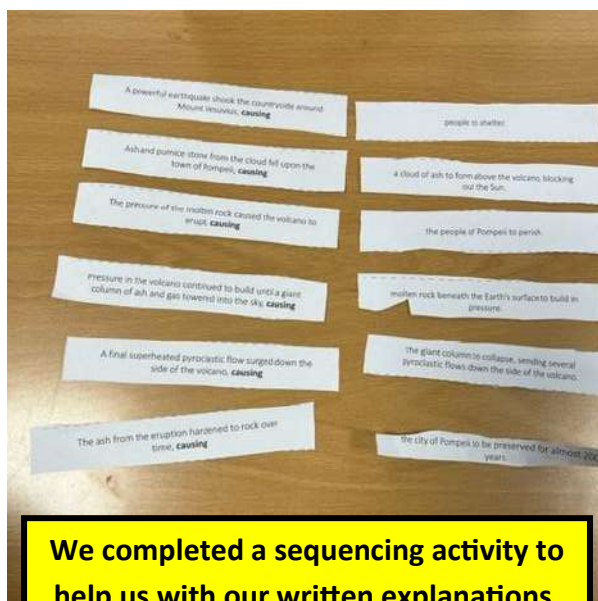 A powerful earthquake shook the countryside around
Mount Vesuvius, causing
people is shelter.
Ash and pumice stone from the cloud fell upon the
town of Pompeii, causing
a cloud of ash to form above the volcano, blocking
out the Sun.
The pressure of the molten rock caused the volcano to
erupt, causing
the people of Pompeii to perish.
Pressure in the volcano continued to build until a giant
column of ash and gas towered into the sky, causing
molten rock beneath the Earth's surface to build in
pressure.
A final superheated pyroclastic flow surged down the
side of the volcano, causing
The giant column to collapse, sending several
pyroclastic flows down the side of the volcano.
The ash from the eruption hardened to rock over
time, causing
the city of Pompeii to be preserved for almost
years.
We completed a sequencing activity to
help us with our written explanations